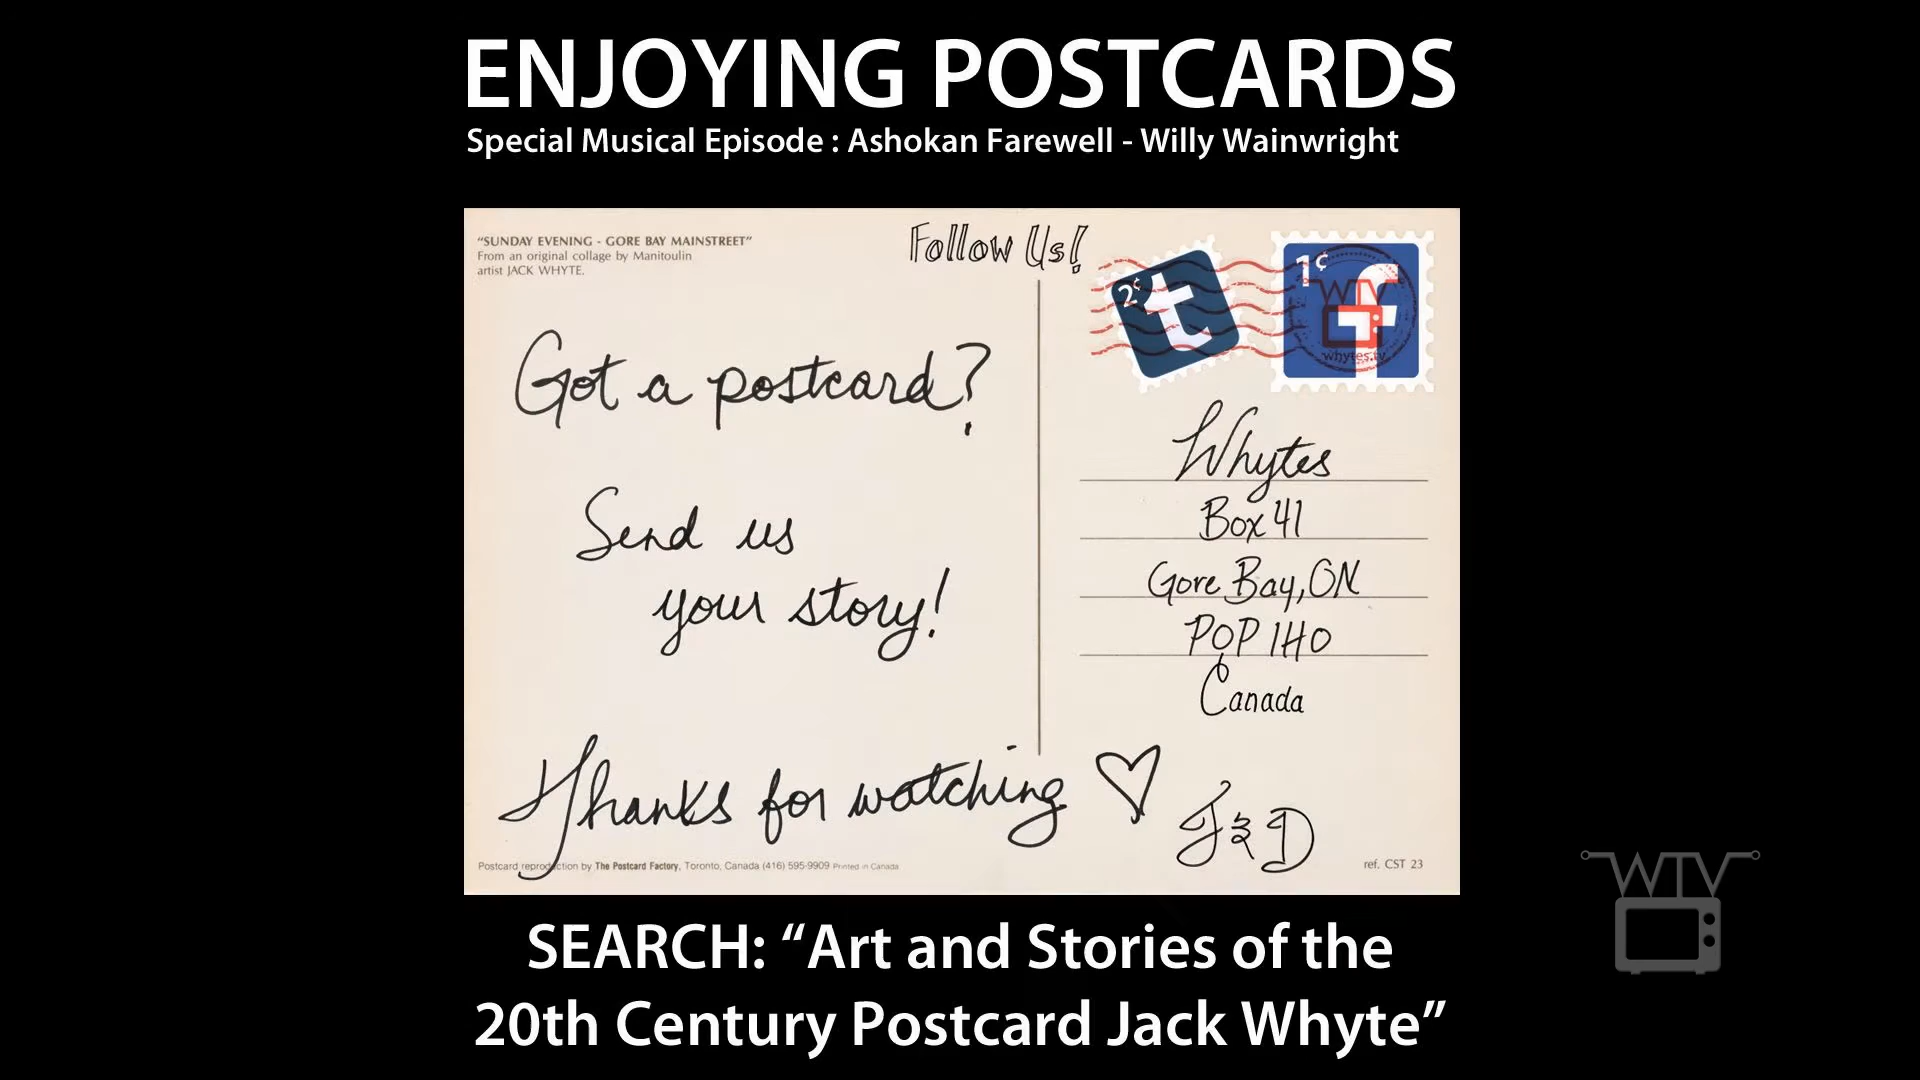 ENJOYING POSTCARDS
Special Musical Episode : Ashokan Farewell - Willy Wainwright
"SUNDAY EVENING - GORE BAY MAINSTREET"
From an original collage by Manitoulin
artist JACK WHYTE.
Follow Us!
2¢
t
1¢
f
WTV
whytes.tv
Got a postcard?
Send us
your story!
Whytes
Box 41
Gore Bay, ON
P0P 1H0
Canada
Thanks for watching
J & D
Postcard reproduction by The Postcard Factory, Toronto, Canada (416) 595-9909 Printed in Canada
ref. CST 23
WTV
SEARCH: “Art and Stories of the
20th Century Postcard Jack Whyte”